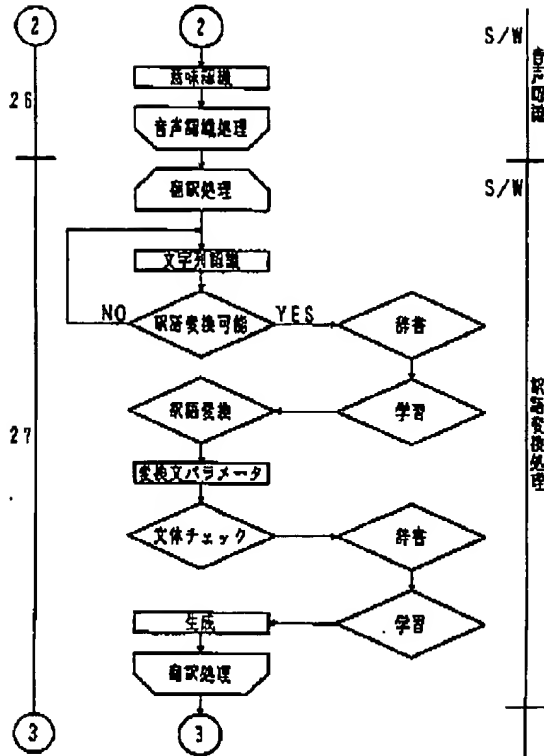 2
2
S/W
意味認識
26
音声認識処理
音声認識
翻訳処理
S/W
文字列認識
NO
訳語変換可能
YES
辞書
訳語変換
学習
27
訳語変換処理
変換文パラメータ
文体チェック
辞書
生成
学習
翻訳処理
3
3